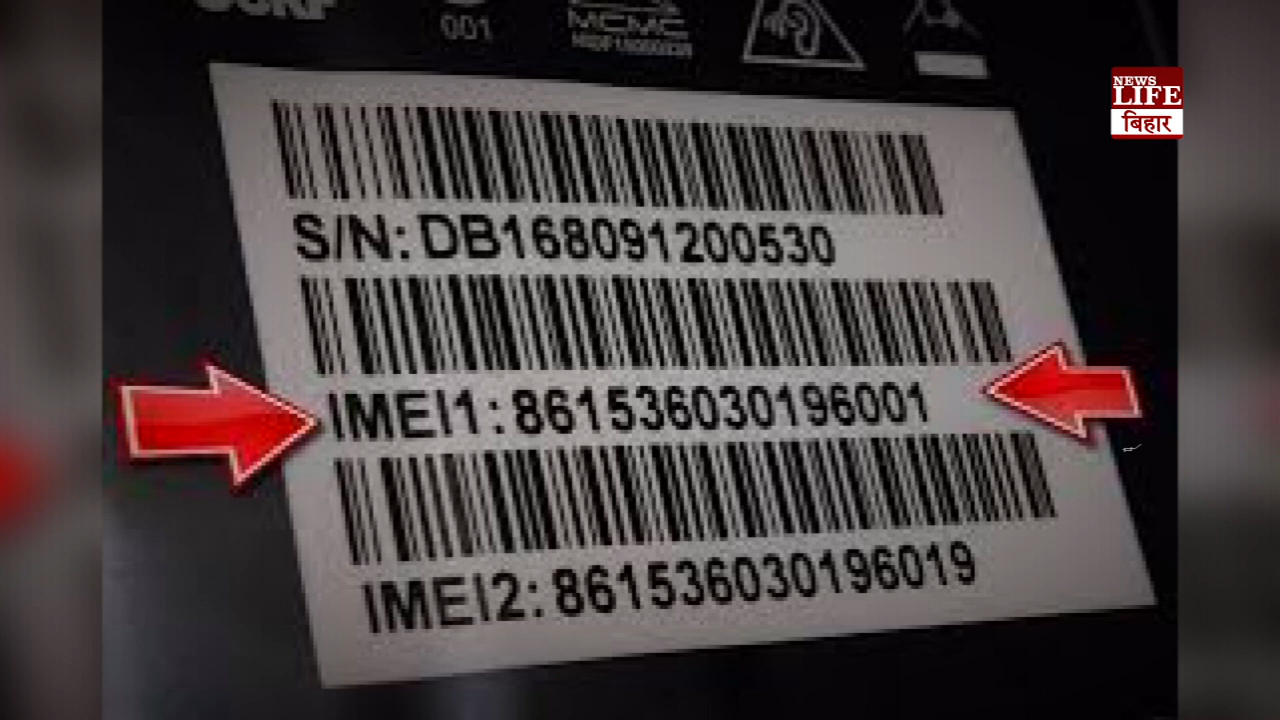 001
MCMC
NEWS
LIFE
बिहार
S/N: DB168091200530
IMEI1: 861536030196001
IMEI2: 861536030196019